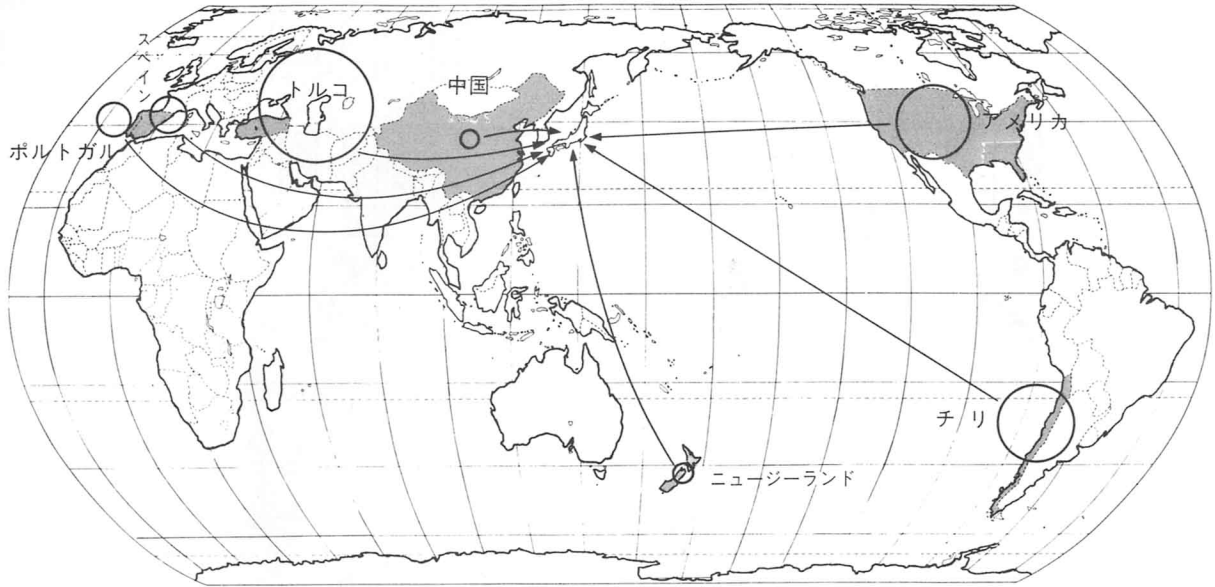 スペイン
トルコ
中国
アメリカ
ポルトガル
チリ
ニュージーランド